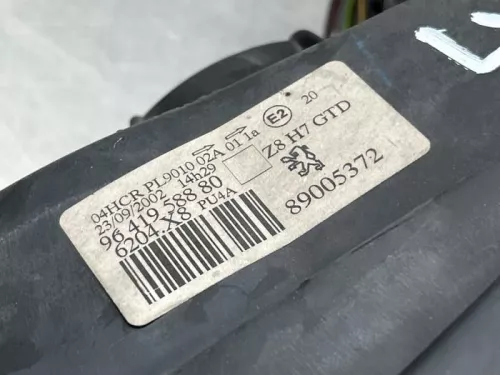 04HCR PL9010 02A 01 1a E2 20
23/09/2002 14h29 Z8 H7 GTD
96 419 588 80
6204.X8 PU4A 89005372